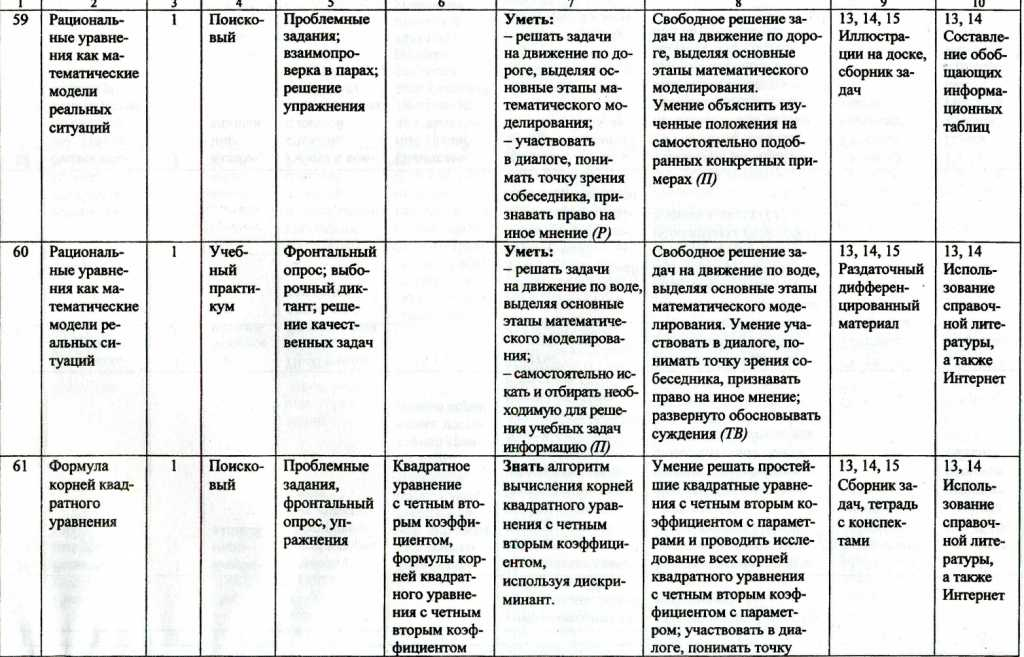 1 2 3 4 5 6 7 8 9 10
59
Рациональ-
ные уравне-
ния как ма-
тематические
модели
реальных
ситуаций
1
Поиско-
вый
Проблемные
задания;
взаимопро-
верка в парах;
решение
упражнения
Уметь:
– решать задачи
на движение по до-
роге, выделяя ос-
новные этапы ма-
тематического мо-
делирования;
– участвовать
в диалоге, пони-
мать точку зрения
собеседника, при-
знавать право на
иное мнение (Р)
Свободное решение за-
дач на движение по доро-
ге, выделяя основные
этапы математического
моделирования.
Умение объяснить изу-
ченные положения на
самостоятельно подоб-
ранных конкретных при-
мерах (П)
13, 14, 15
Иллюстра-
ции на доске,
сборник за-
дач
13, 14
Составле-
ние обоб-
щающих
информа-
ционных
таблиц
60
Рациональ-
ные уравне-
ния как ма-
тематические
модели ре-
альных си-
туаций
1
Учеб-
ный
практи-
кум
Фронтальный
опрос; выбо-
рочный дик-
тант; реше-
ние качест-
венных задач
Уметь:
– решать задачи
на движение по воде,
выделяя основные
этапы математиче-
ского моделирова-
ния;
– самостоятельно ис-
кать и отбирать необ-
ходимую для реше-
ния учебных задач
информацию (П)
Свободное решение за-
дач на движение по воде,
выделяя основные этапы
математического моде-
лирования. Умение уча-
ствовать в диалоге, по-
нимать точку зрения со-
беседника, признавать
право на иное мнение;
развернуто обосновывать
суждения (ТВ)
13, 14, 15
Раздаточный
дифферен-
цированный
материал
13, 14
Исполь-
зование
справоч-
ной лите-
ратуры,
а также
Интернет
61
Формула
корней квад-
ратного
уравнения
1
Поиско-
вый
Проблемные
задания,
фронтальный
опрос, уп-
ражнения
Квадратное
уравнение
с четным вто-
рым коэффи-
циентом,
формулы кор-
ней квадрат-
ного уравне-
ния с четным
вторым коэф-
фициентом
Знать алгоритм
вычисления корней
квадратного урав-
нения с четным
вторым коэффици-
ентом,
используя дискри-
минант.
Умение решать простей-
шие квадратные уравне-
ния с четным вторым ко-
эффициентом с парамет-
рами и проводить иссле-
дование всех корней
квадратного уравнения
с четным вторым коэф-
фициентом с парамет-
ром; участвовать в диа-
логе, понимать точку
13, 14, 15
Сборник за-
дач, тетрадь
с конспек-
тами
13, 14
Исполь-
зование
справоч-
ной лите-
ратуры,
а также
Интернет